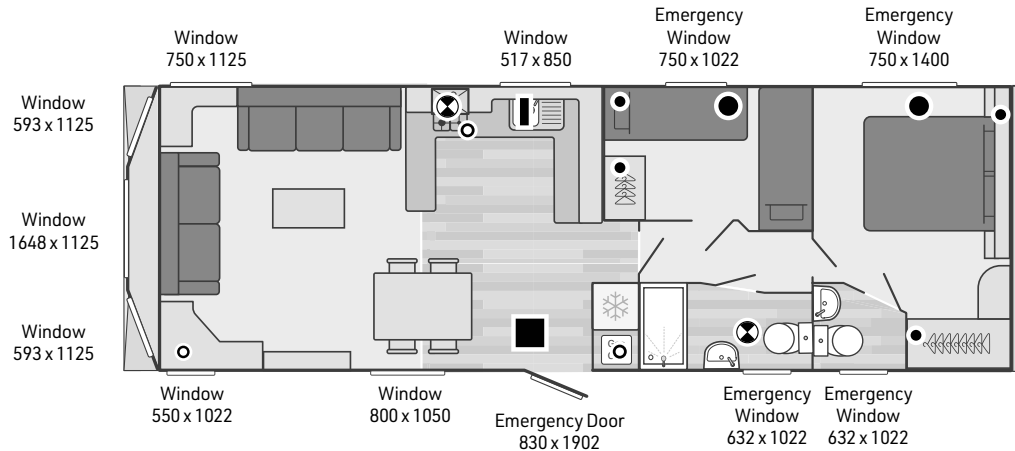 Window
750 x 1125
Window
517 x 850
Emergency
Window
750 x 1022
Emergency
Window
750 x 1400
Window
593 x 1125
Window
1648 x 1125
Window
593 x 1125
Window
550 x 1022
Window
800 x 1050
Emergency Door
830 x 1902
Emergency
Window
632 x 1022
Emergency
Window
632 x 1022